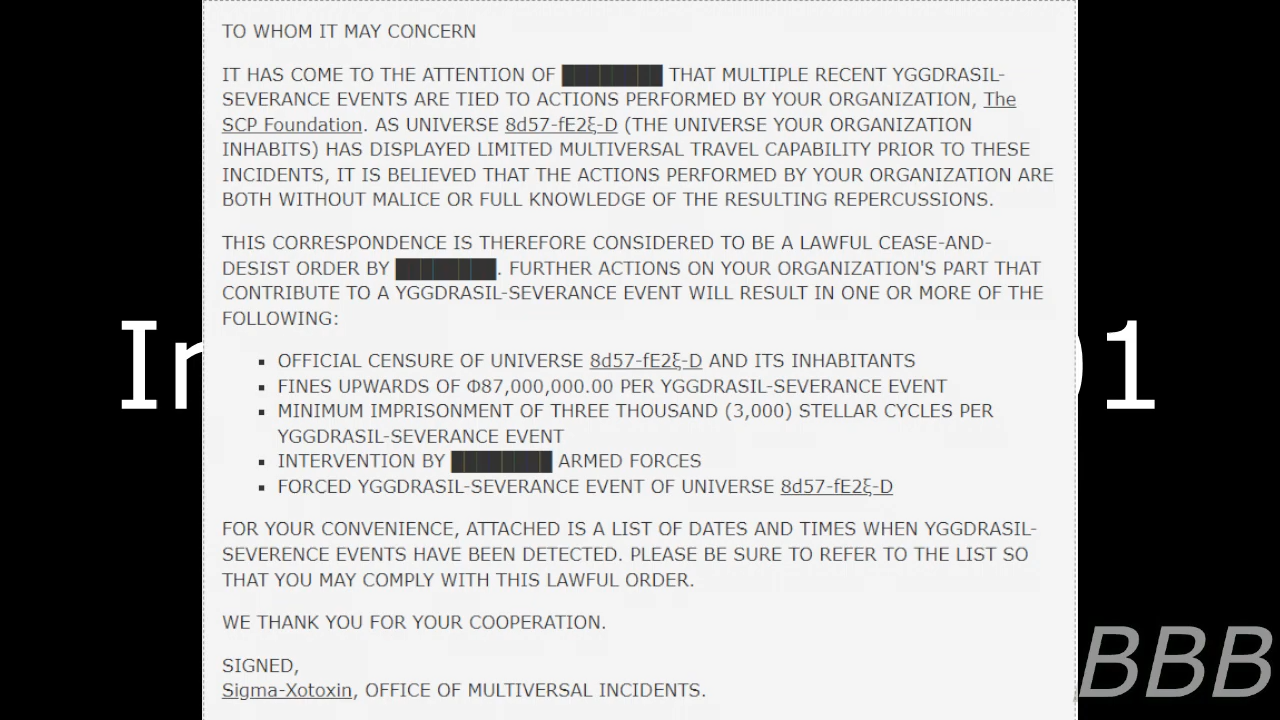 TO WHOM IT MAY CONCERN
IT HAS COME TO THE ATTENTION OF ████████ THAT MULTIPLE RECENT YGGDRASIL-
SEVERANCE EVENTS ARE TIED TO ACTIONS PERFORMED BY YOUR ORGANIZATION, The
SCP Foundation. AS UNIVERSE 8d57-fE2ξ-D (THE UNIVERSE YOUR ORGANIZATION
INHABITS) HAS DISPLAYED LIMITED MULTIVERSAL TRAVEL CAPABILITY PRIOR TO THESE
INCIDENTS, IT IS BELIEVED THAT THE ACTIONS PERFORMED BY YOUR ORGANIZATION ARE
BOTH WITHOUT MALICE OR FULL KNOWLEDGE OF THE RESULTING REPERCUSSIONS.
THIS CORRESPONDENCE IS THEREFORE CONSIDERED TO BE A LAWFUL CEASE-AND-
DESIST ORDER BY ████████. FURTHER ACTIONS ON YOUR ORGANIZATION'S PART THAT
CONTRIBUTE TO A YGGDRASIL-SEVERANCE EVENT WILL RESULT IN ONE OR MORE OF THE
FOLLOWING:
▪ OFFICIAL CENSURE OF UNIVERSE 8d57-fE2ξ-D AND ITS INHABITANTS
▪ FINES UPWARDS OF Φ87,000,000.00 PER YGGDRASIL-SEVERANCE EVENT
▪ MINIMUM IMPRISONMENT OF THREE THOUSAND (3,000) STELLAR CYCLES PER
YGGDRASIL-SEVERANCE EVENT
▪ INTERVENTION BY ████████ ARMED FORCES
▪ FORCED YGGDRASIL-SEVERANCE EVENT OF UNIVERSE 8d57-fE2ξ-D
FOR YOUR CONVENIENCE, ATTACHED IS A LIST OF DATES AND TIMES WHEN YGGDRASIL-
SEVERENCE EVENTS HAVE BEEN DETECTED. PLEASE BE SURE TO REFER TO THE LIST SO
THAT YOU MAY COMPLY WITH THIS LAWFUL ORDER.
WE THANK YOU FOR YOUR COOPERATION.
SIGNED,
Sigma-Xotoxin, OFFICE OF MULTIVERSAL INCIDENTS.
BBB